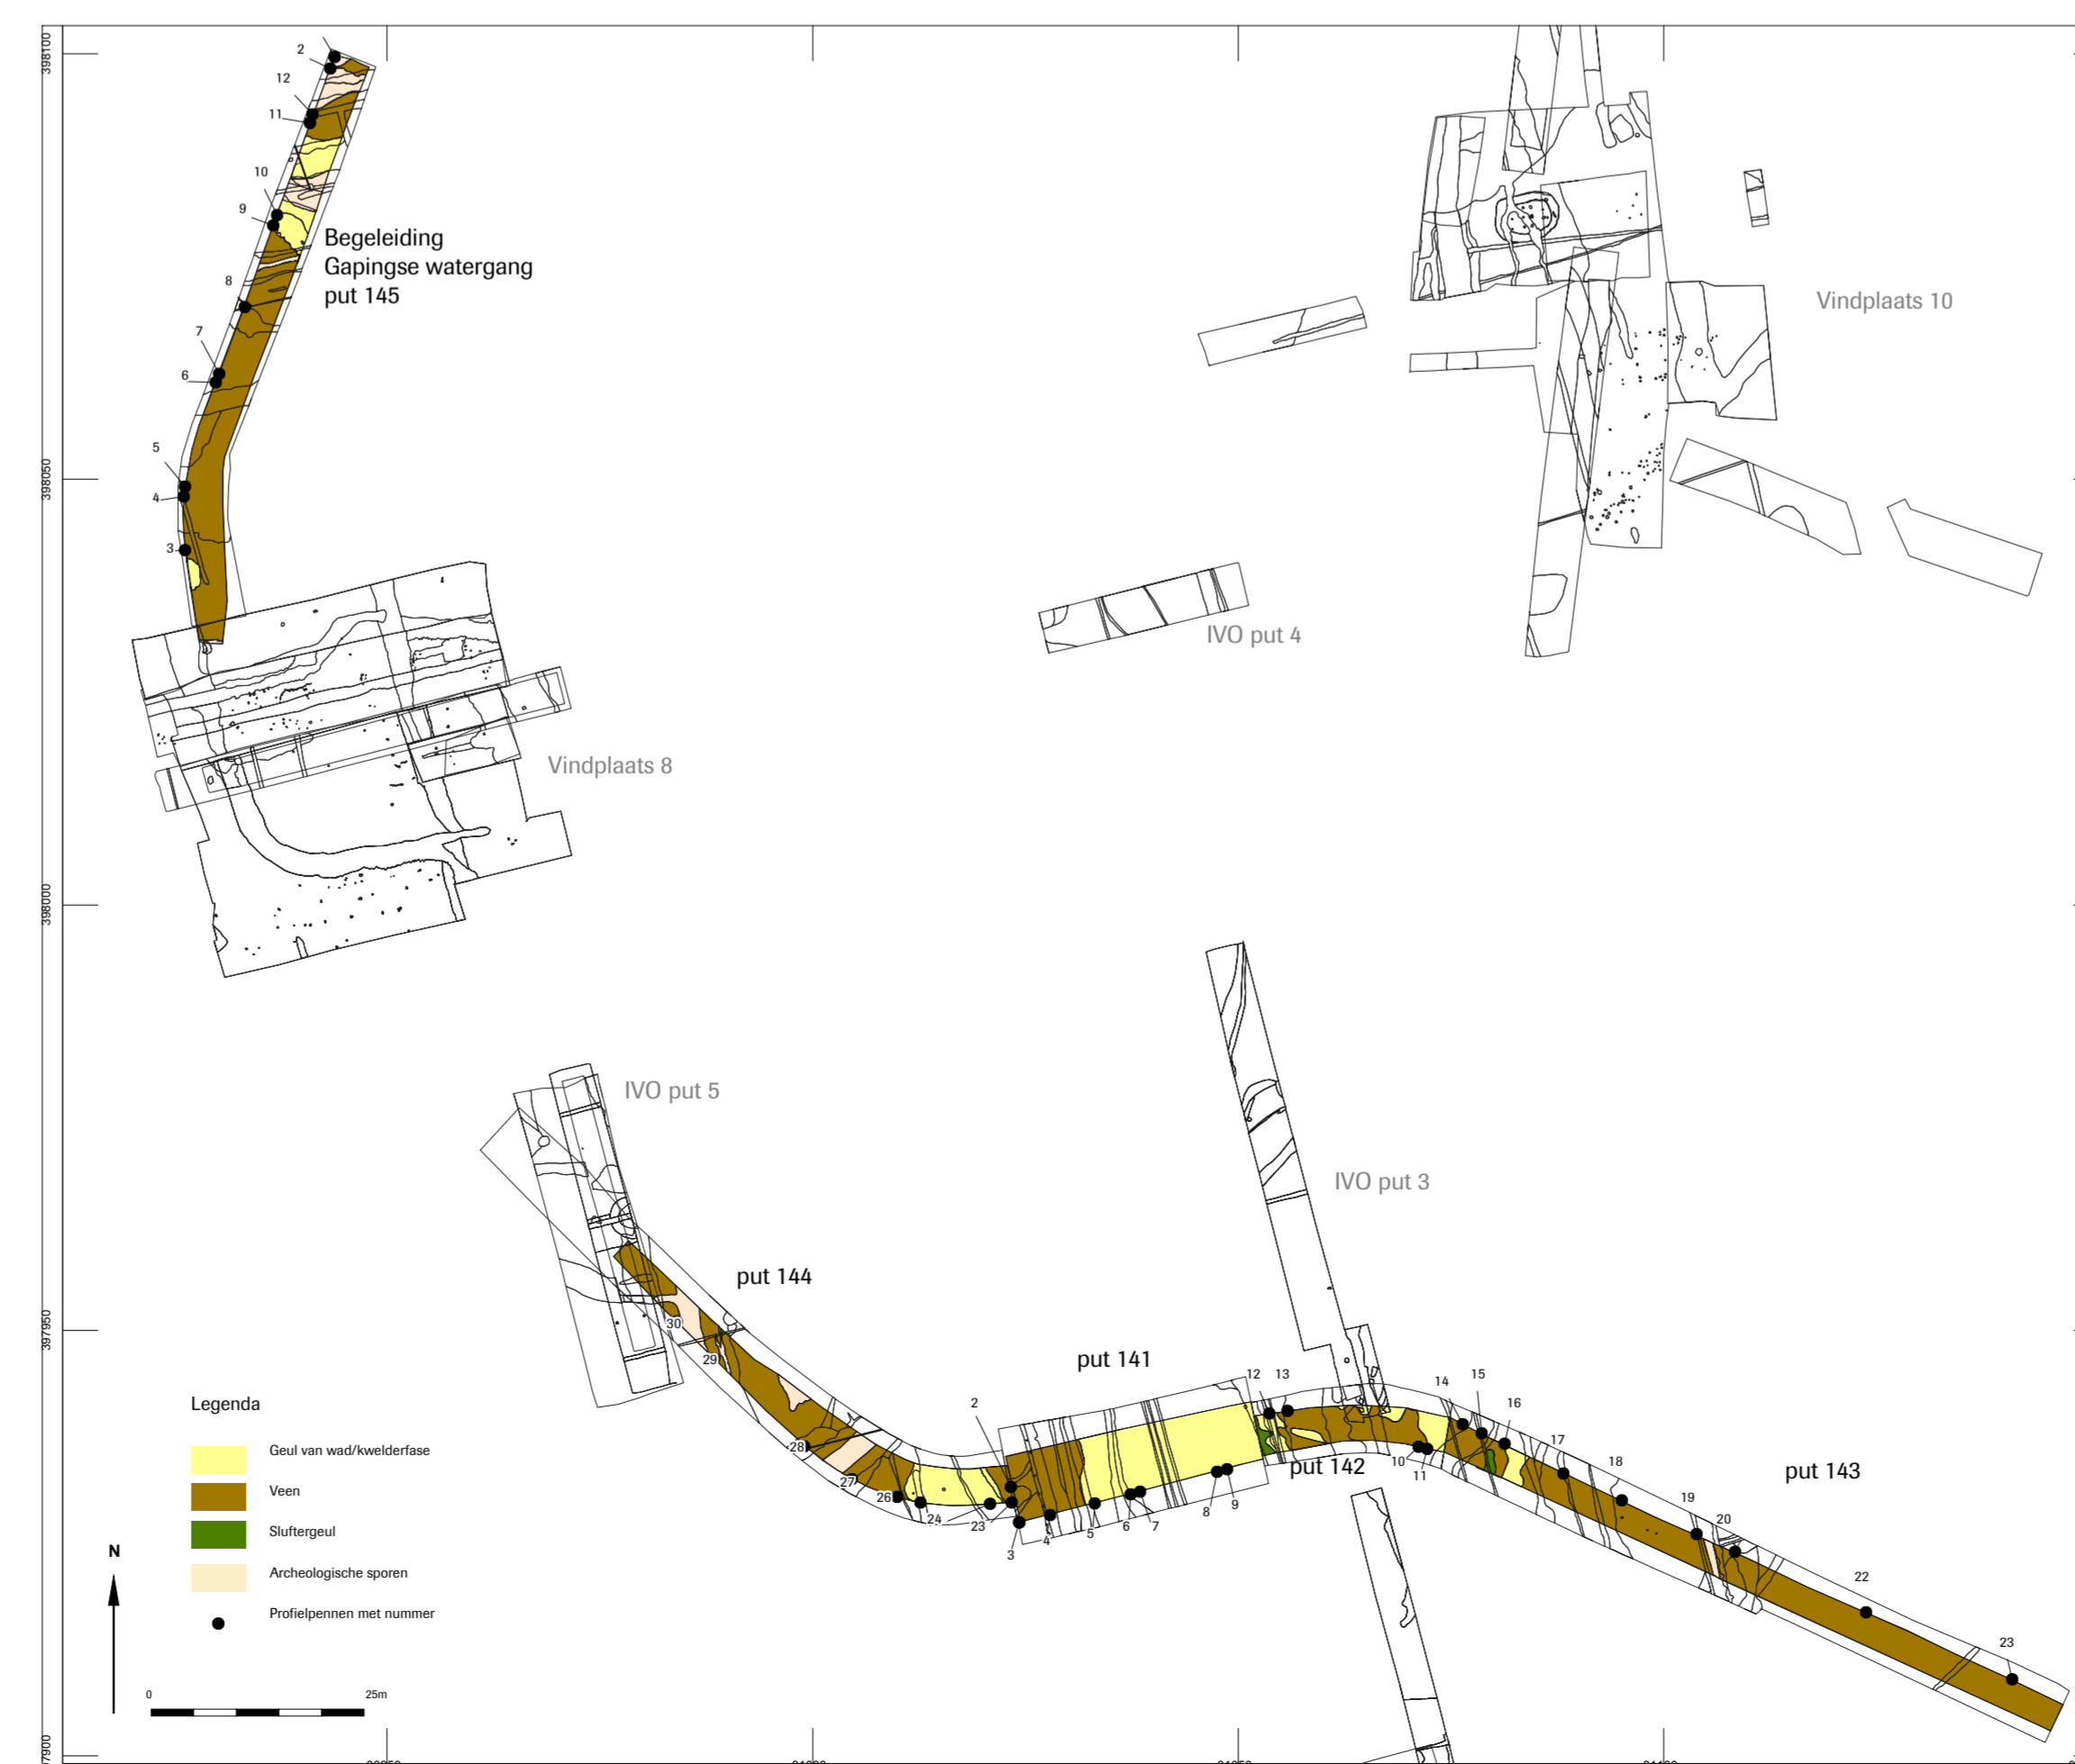 398100
2
12
11
10
9
Begeleiding
Gapingse watergang
put 145
8
7
6
5
4
3
398050
Vindplaats 10
IVO put 4
Vindplaats 8
398000
IVO put 5
IVO put 3
put 144
30
29
28
27
26
24
23
put 141
2
3
4
5
6
7
8
9
12
13
put 142
10
11
14
15
16
17
18
19
20
22
23
put 143
Legenda
Geul van wad/kwelderfase
Veen
Sluftergeul
Archeologische sporen
Profielpennen met nummer
N
0
25m